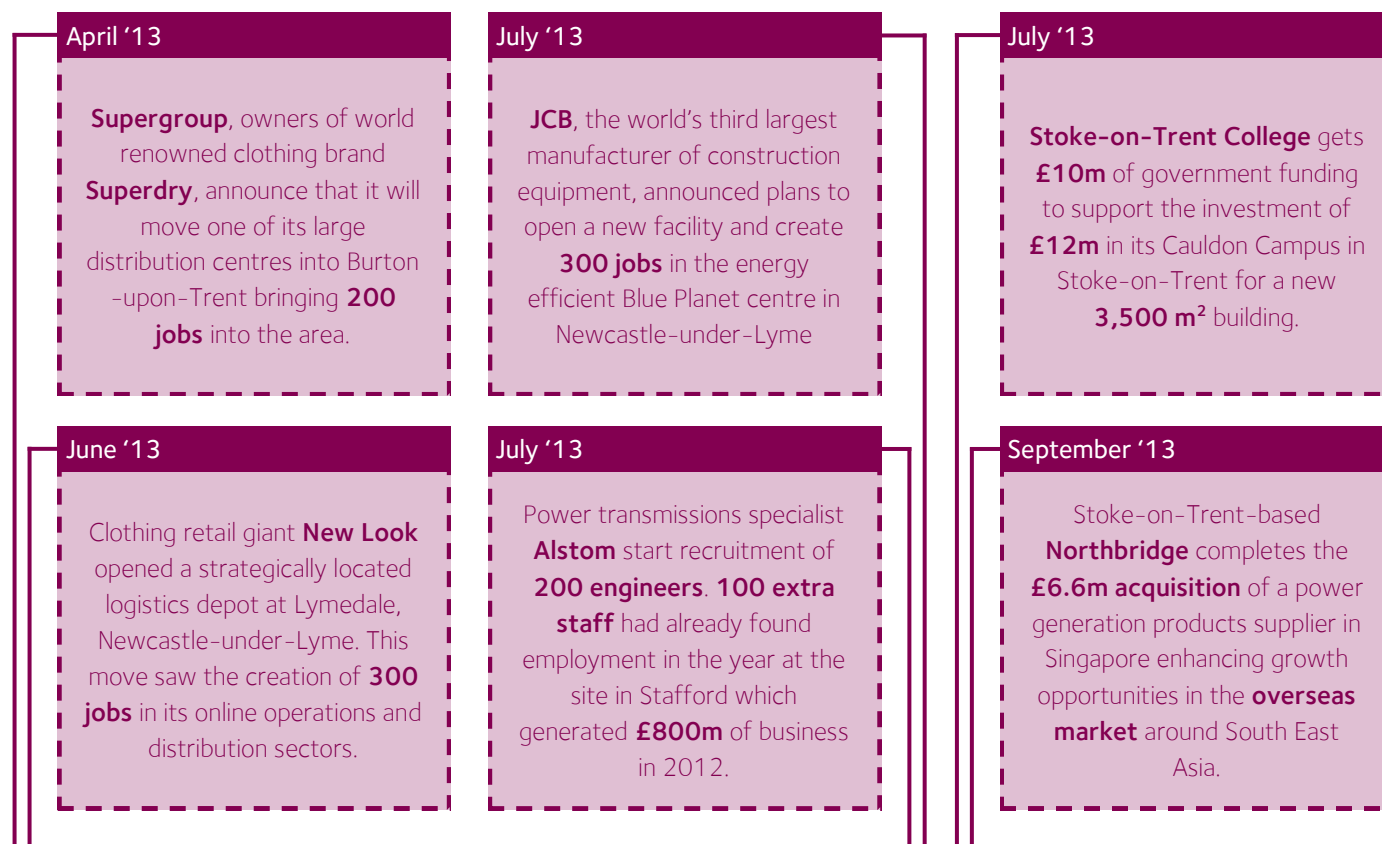 April ‘13
Supergroup, owners of world
renowned clothing brand
Superdry, announce that it will
move one of its large
distribution centres into Burton
-upon-Trent bringing 200
jobs into the area.
July ‘13
JCB, the world’s third largest
manufacturer of construction
equipment, announced plans to
open a new facility and create
300 jobs in the energy
efficient Blue Planet centre in
Newcastle-under-Lyme
July ‘13
Stoke-on-Trent College gets
£10m of government funding
to support the investment of
£12m in its Cauldon Campus in
Stoke-on-Trent for a new
3,500 m² building.
June ‘13
Clothing retail giant New Look
opened a strategically located
logistics depot at Lymedale,
Newcastle-under-Lyme. This
move saw the creation of 300
jobs in its online operations and
distribution sectors.
July ‘13
Power transmissions specialist
Alstom start recruitment of
200 engineers. 100 extra
staff had already found
employment in the year at the
site in Stafford which
generated £800m of business
in 2012.
September ‘13
Stoke-on-Trent-based
Northbridge completes the
£6.6m acquisition of a power
generation products supplier in
Singapore enhancing growth
opportunities in the overseas
market around South East
Asia.